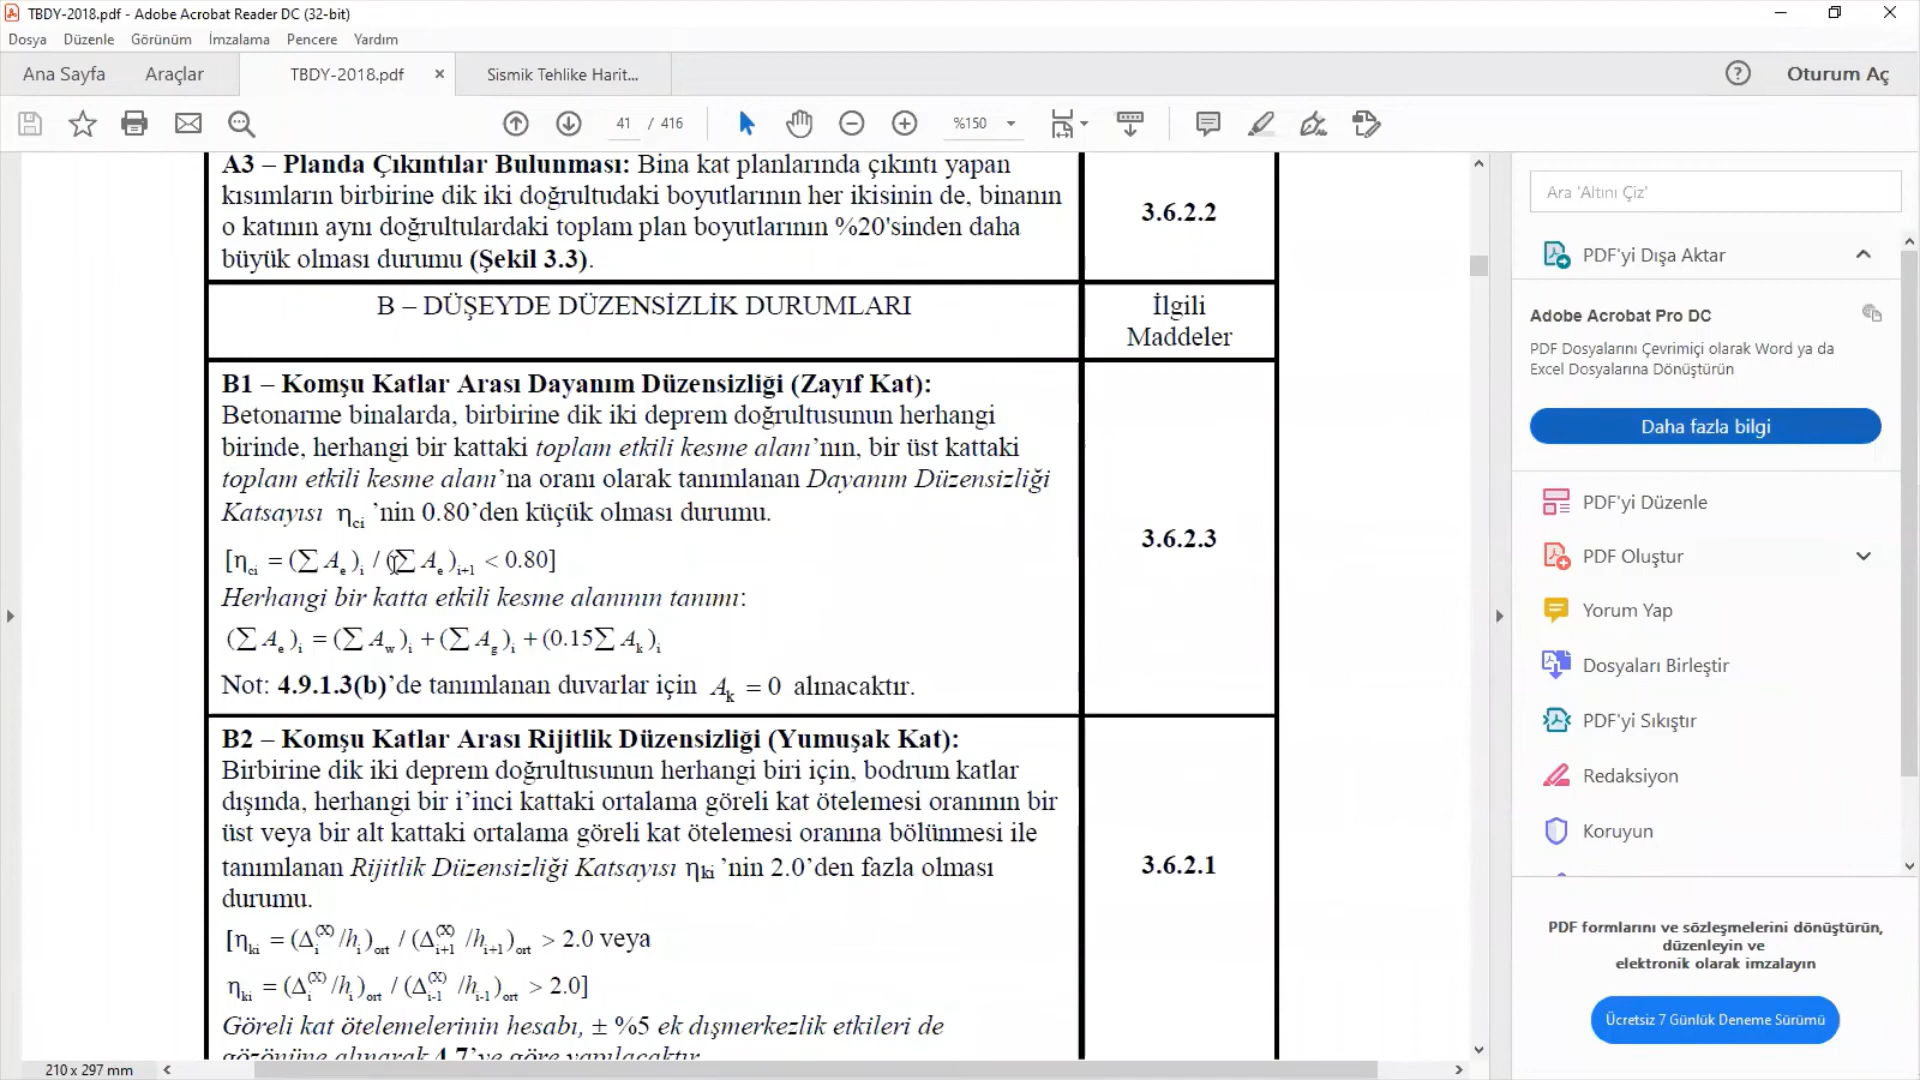 TBDY-2018.pdf - Adobe Acrobat Reader DC (32-bit)
Dosya Düzenle Görünüm İmzalama Pencere Yardım
Ana Sayfa Araçlar TBDY-2018.pdf × Sismik Tehlike Harit... Oturum Aç
41 / 416 %150
A3 – Planda Çıkıntılar Bulunması: Bina kat planlarında çıkıntı yapan
kısımların birbirine dik iki doğrultudaki boyutlarının her ikisinin de, binanın
o katının aynı doğrultulardaki toplam plan boyutlarının %20'sinden daha
büyük olması durumu (Şekil 3.3).
3.6.2.2
B – DÜŞEYDE DÜZENSİZLİK DURUMLARI
İlgili
Maddeler
B1 – Komşu Katlar Arası Dayanım Düzensizliği (Zayıf Kat):
Betonarme binalarda, birbirine dik iki deprem doğrultusunun herhangi
birinde, herhangi bir kattaki toplam etkili kesme alanı’nın, bir üst kattaki
toplam etkili kesme alanı’na oranı olarak tanımlanan Dayanım Düzensizliği
Katsayısı ηci ’nin 0.80’den küçük olması durumu.
[ηci = (∑ Ae)i / (∑ Ae)i+1 < 0.80]
Herhangi bir katta etkili kesme alanının tanımı:
(∑ Ae)i = (∑ Aw)i + (∑ Ag)i + (0.15∑ Ak)i
Not: 4.9.1.3(b)’de tanımlanan duvarlar için Ak = 0 alınacaktır.
3.6.2.3
B2 – Komşu Katlar Arası Rijitlik Düzensizliği (Yumuşak Kat):
Birbirine dik iki deprem doğrultusunun herhangi biri için, bodrum katlar
dışında, herhangi bir i’inci kattaki ortalama göreli kat ötelemesi oranının bir
üst veya bir alt kattaki ortalama göreli kat ötelemesi oranına bölünmesi ile
tanımlanan Rijitlik Düzensizliği Katsayısı ηki ’nin 2.0’den fazla olması
durumu.
[ηki = (Δi(X) /hi)ort / (Δi+1(X) /hi+1)ort > 2.0 veya
ηki = (Δi(X) /hi)ort / (Δi-1(X) /hi-1)ort > 2.0]
Göreli kat ötelemelerinin hesabı, ± %5 ek dışmerkezlik etkileri de
gözönüne alınarak 4.7’ye göre yapılacaktır.
3.6.2.1
Ara 'Altını Çiz'
PDF'yi Dışa Aktar
Adobe Acrobat Pro DC
PDF Dosyalarını Çevrimiçi olarak Word ya da
Excel Dosyalarına Dönüştürün
Daha fazla bilgi
PDF'yi Düzenle
PDF Oluştur
Yorum Yap
Dosyaları Birleştir
PDF'yi Sıkıştır
Redaksiyon
Koruyun
PDF formlarını ve sözleşmelerini dönüştürün,
düzenleyin ve
elektronik olarak imzalayın
Ücretsiz 7 Günlük Deneme Sürümü
210 x 297 mm